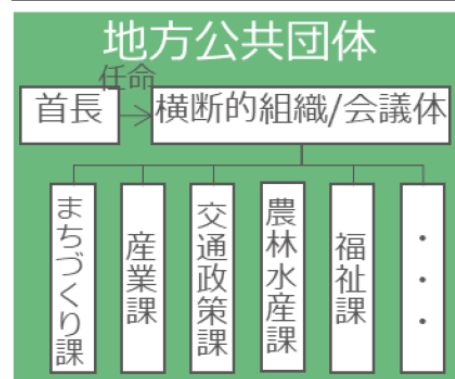 地方公共団体
任命
首長
横断的組織/会議体
まちづくり課
産業課
交通政策課
農林水産課
福祉課
・・・